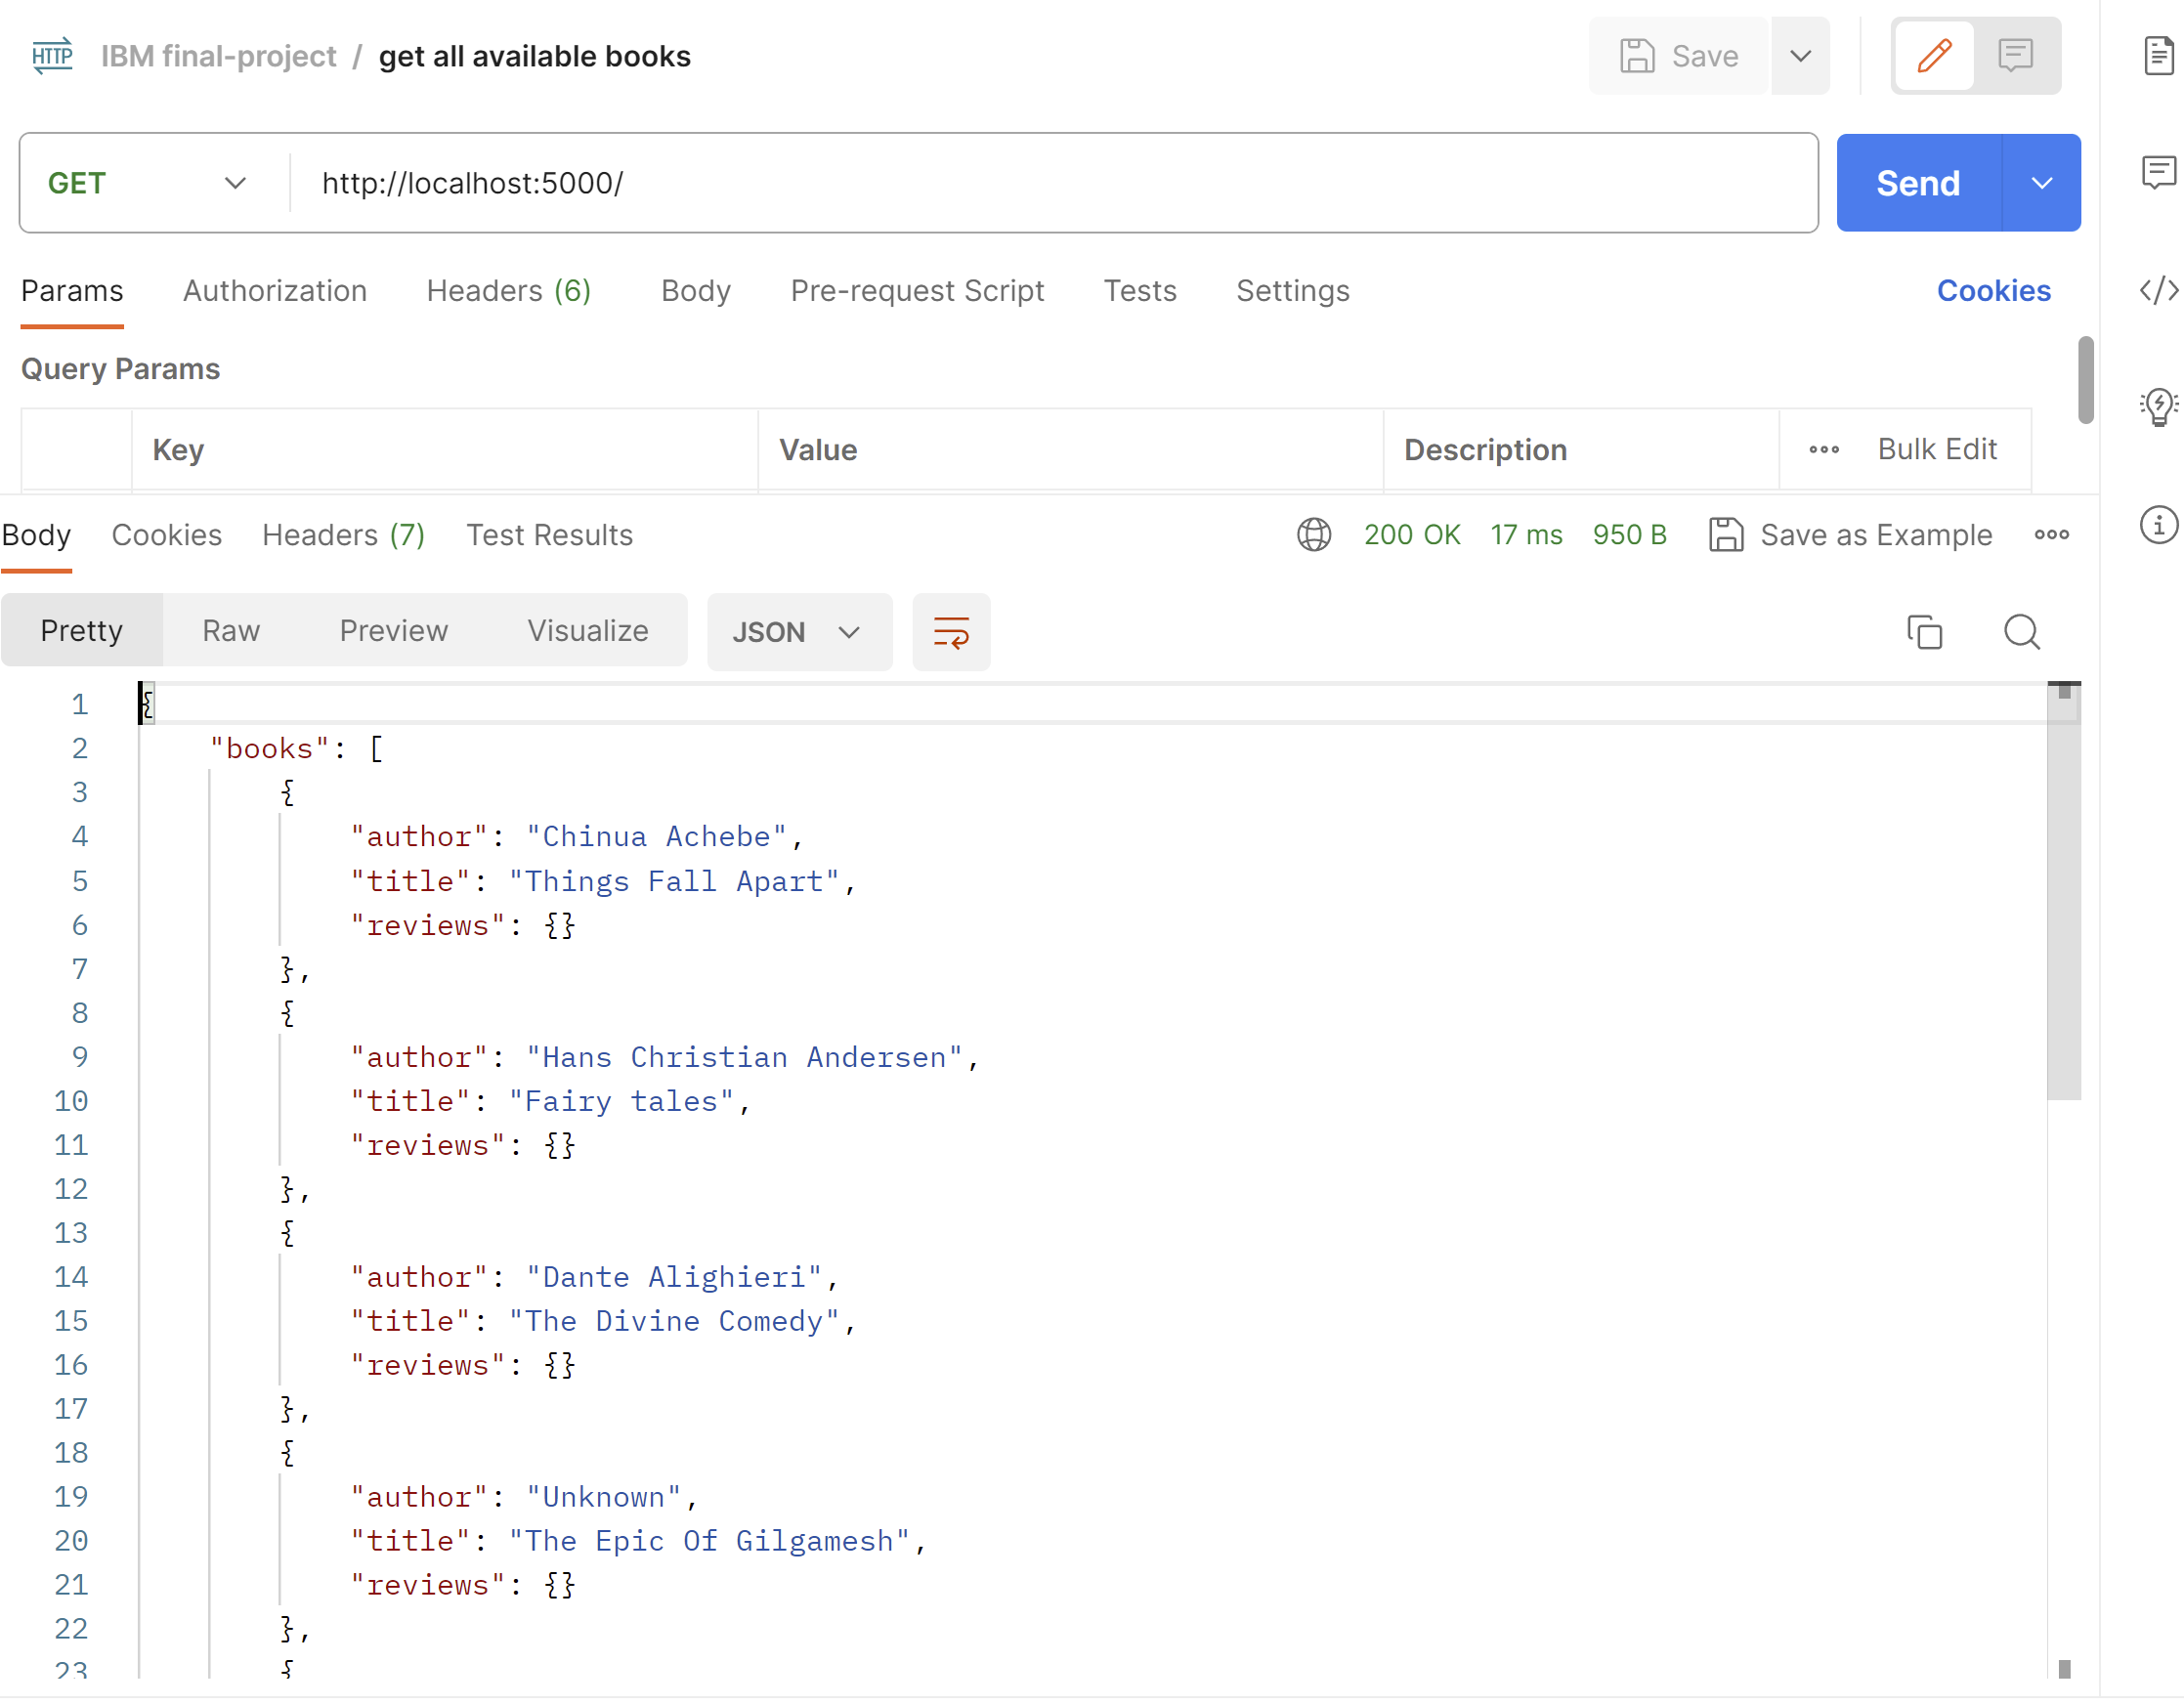 HTTP IBM final-project / get all available books Save
GET http://localhost:5000/ Send
Params Authorization Headers (6) Body Pre-request Script Tests Settings Cookies
Query Params
Key Value Description Bulk Edit
Body Cookies Headers (7) Test Results 200 OK 17 ms 950 B Save as Example
Pretty Raw Preview Visualize JSON
1 {
2 "books": [
3 {
4 "author": "Chinua Achebe",
5 "title": "Things Fall Apart",
6 "reviews": {}
7 },
8 {
9 "author": "Hans Christian Andersen",
10 "title": "Fairy tales",
11 "reviews": {}
12 },
13 {
14 "author": "Dante Alighieri",
15 "title": "The Divine Comedy",
16 "reviews": {}
17 },
18 {
19 "author": "Unknown",
20 "title": "The Epic Of Gilgamesh",
21 "reviews": {}
22 },
23 {